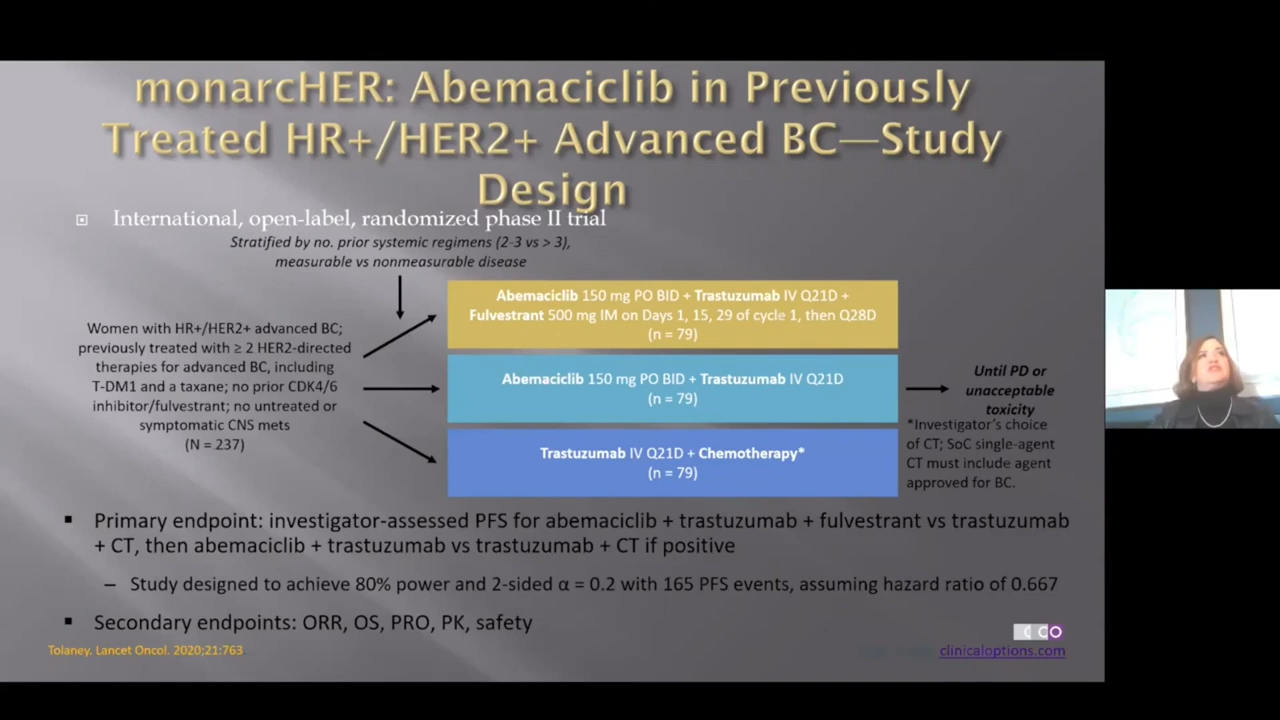 monarcHER: Abemaciclib in Previously
Treated HR+/HER2+ Advanced BC—Study
Design
International, open-label, randomized phase II trial
Stratified by no. prior systemic regimens (2-3 vs > 3),
measurable vs nonmeasurable disease
Women with HR+/HER2+ advanced BC;
previously treated with ≥ 2 HER2-directed
therapies for advanced BC, including
T-DM1 and a taxane; no prior CDK4/6
inhibitor/fulvestrant; no untreated or
symptomatic CNS mets
(N = 237)
Abemaciclib 150 mg PO BID + Trastuzumab IV Q21D +
Fulvestrant 500 mg IM on Days 1, 15, 29 of cycle 1, then Q28D
(n = 79)
Abemaciclib 150 mg PO BID + Trastuzumab IV Q21D
(n = 79)
Trastuzumab IV Q21D + Chemotherapy*
(n = 79)
Until PD or
unacceptable
toxicity
*Investigator's choice
of CT; SoC single-agent
CT must include agent
approved for BC.
▪ Primary endpoint: investigator-assessed PFS for abemaciclib + trastuzumab + fulvestrant vs trastuzumab
+ CT, then abemaciclib + trastuzumab vs trastuzumab + CT if positive
– Study designed to achieve 80% power and 2-sided α = 0.2 with 165 PFS events, assuming hazard ratio of 0.667
▪ Secondary endpoints: ORR, OS, PRO, PK, safety
Tolaney. Lancet Oncol. 2020;21:763
CCO
clinicaloptions.com